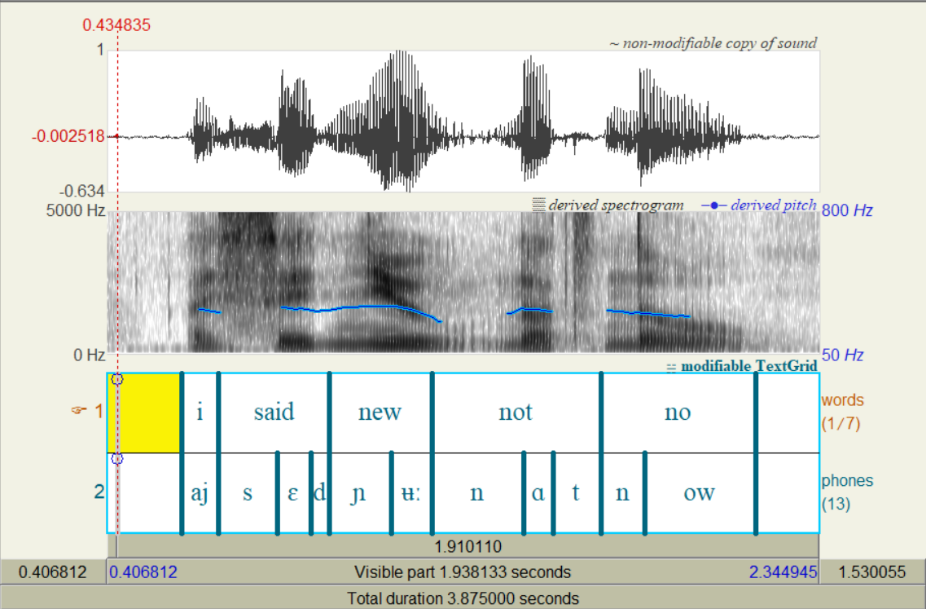 0.434835
1
~ non-modifiable copy of sound
-0.002518
-0.634
5000 Hz
derived spectrogram
derived pitch
800 Hz
0 Hz
50 Hz
modifiable TextGrid
1
i said new not no
words
(1/7)
2
aj s ɛ d ɲ ʉː n ɑ t n ow
phones
(13)
1.910110
0.406812 0.406812 Visible part 1.938133 seconds 2.344945 1.530055
Total duration 3.875000 seconds